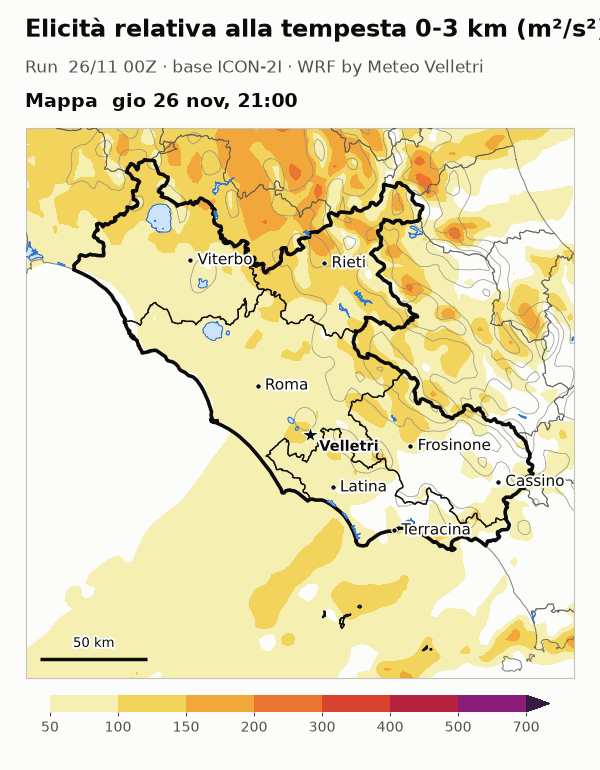 Elicità relativa alla tempesta 0-3 km (m²/s²)
Run 26/11 00Z · base ICON-2I · WRF by Meteo Velletri
Mappa gio 26 nov, 21:00
Viterbo
Rieti
Roma
Velletri
Frosinone
Latina
Cassino
Terracina
50 km
50 100 150 200 300 400 500 700